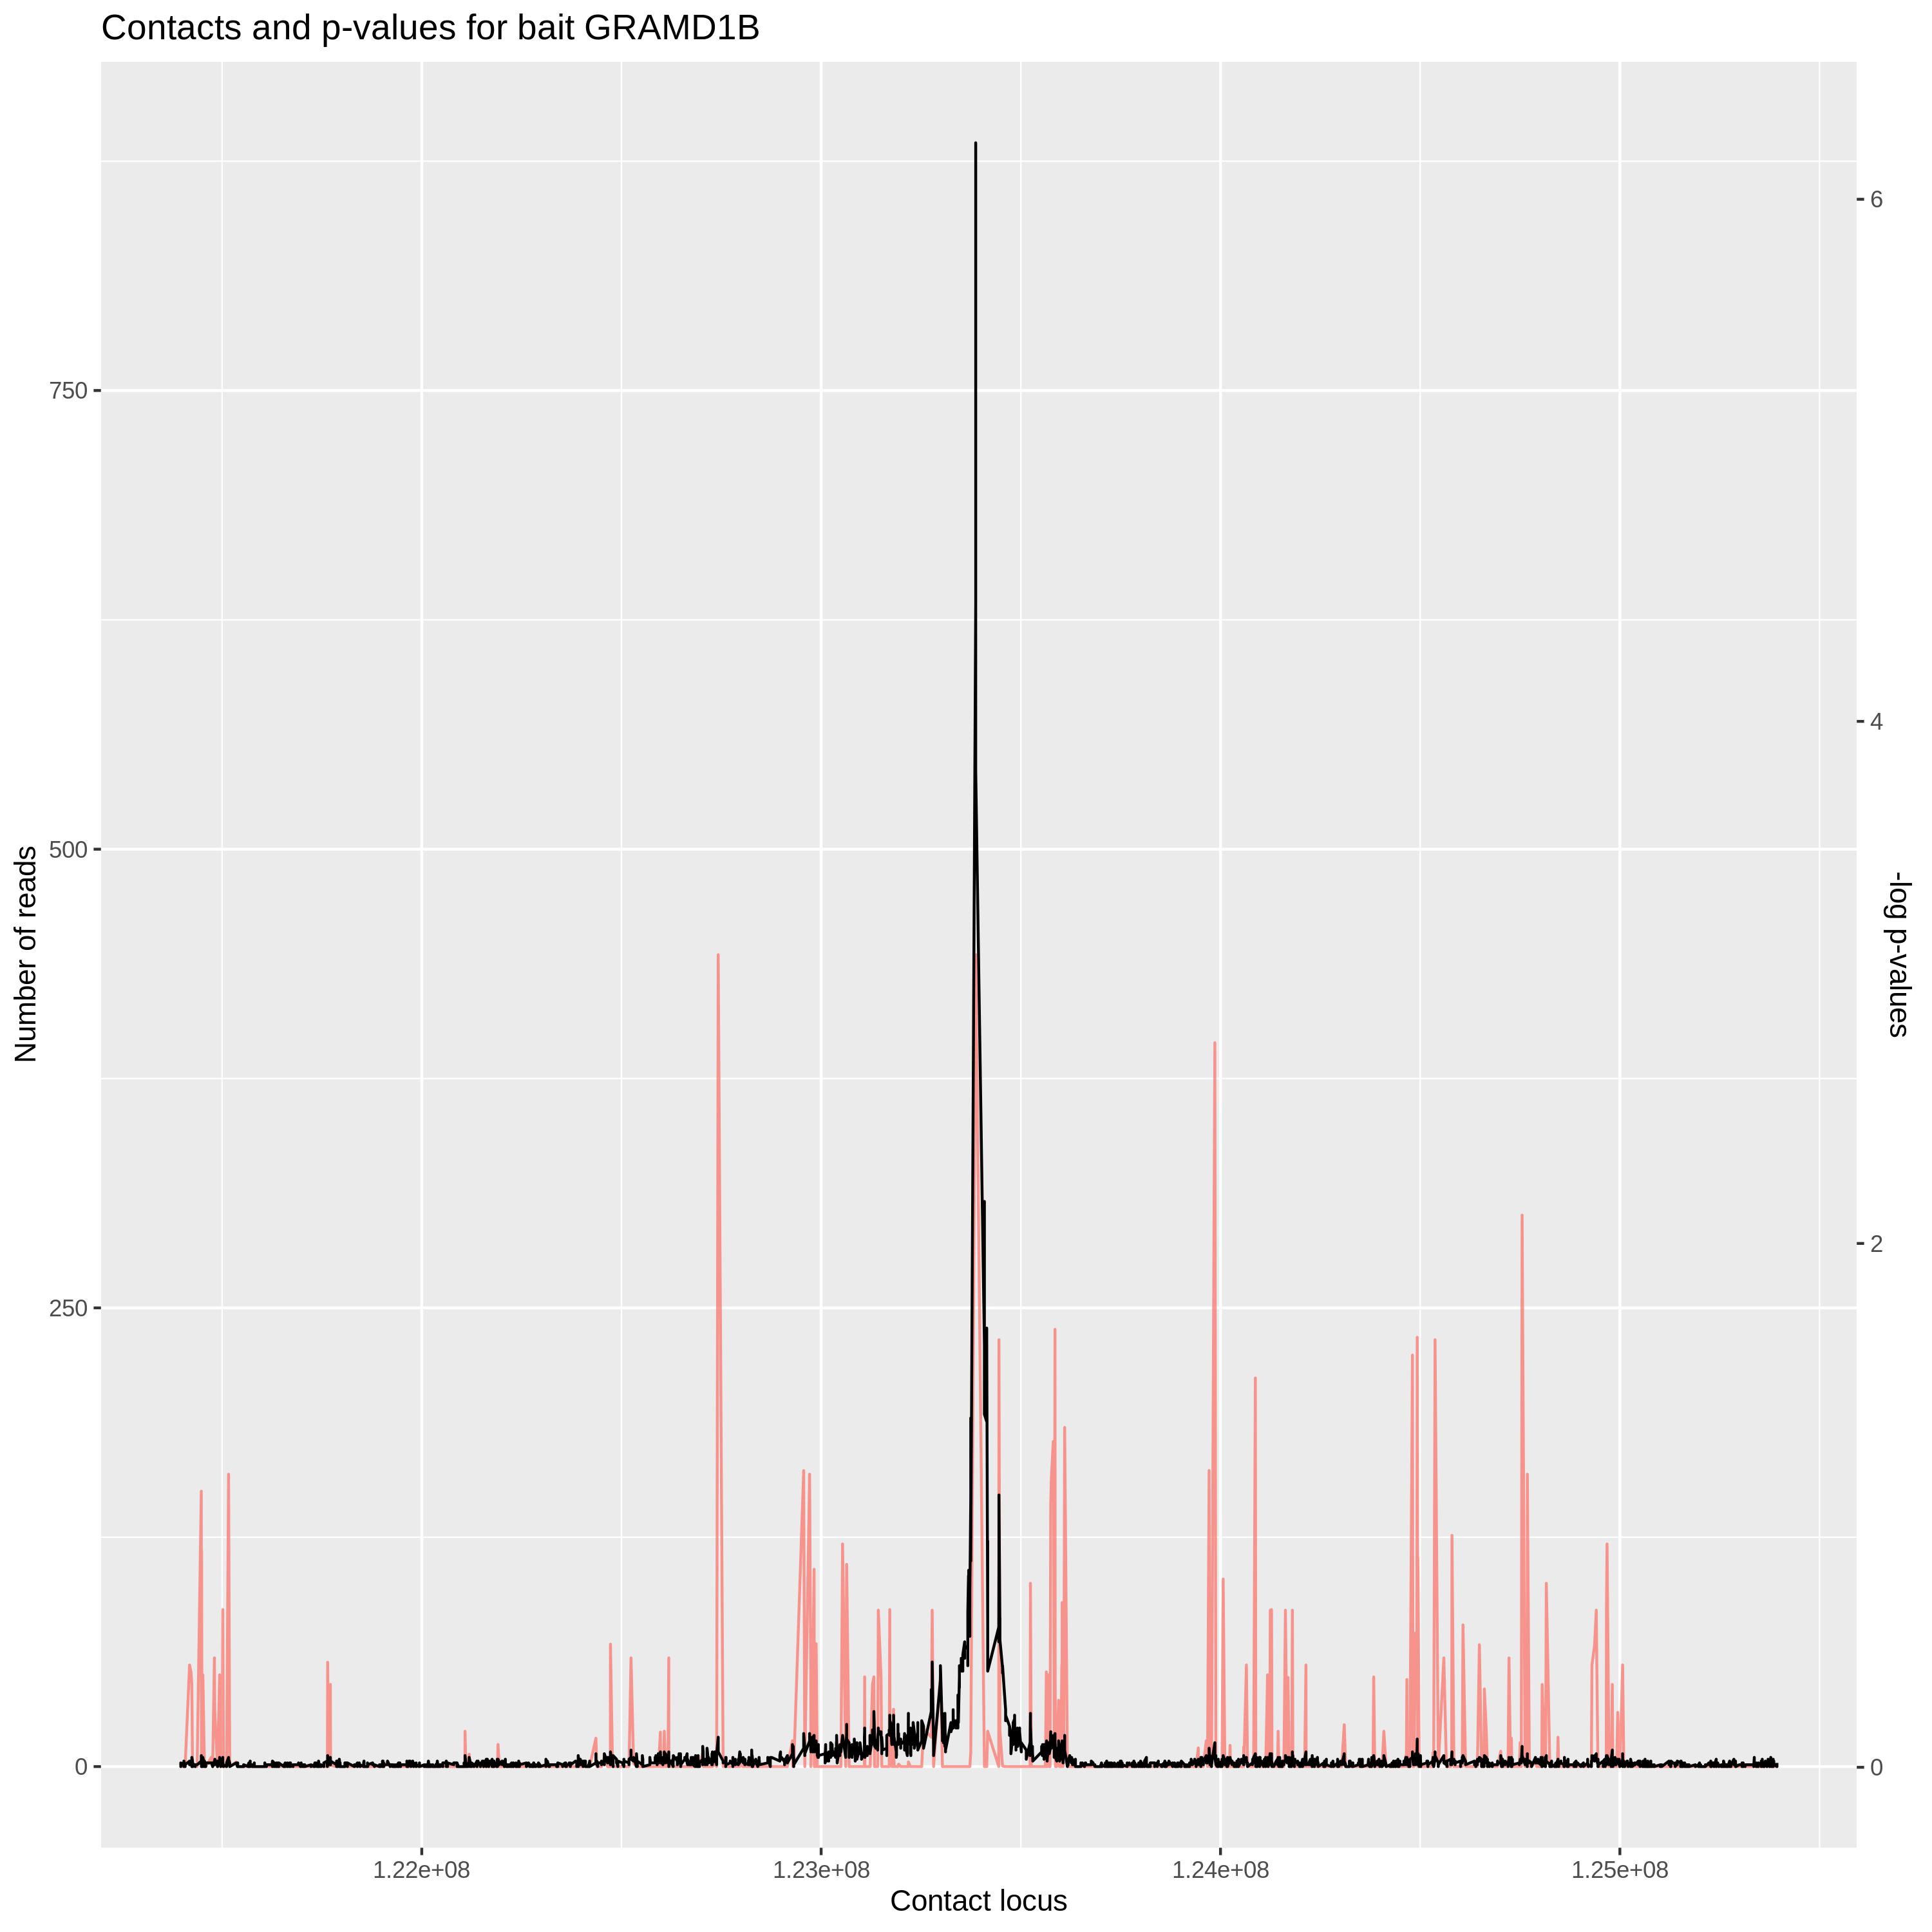 Contacts and p-values for bait GRAMD1B
Number of reads
750
500
250
0
6
4
2
0
-log p-values
1.22e+08
1.23e+08
1.24e+08
1.25e+08
Contact locus